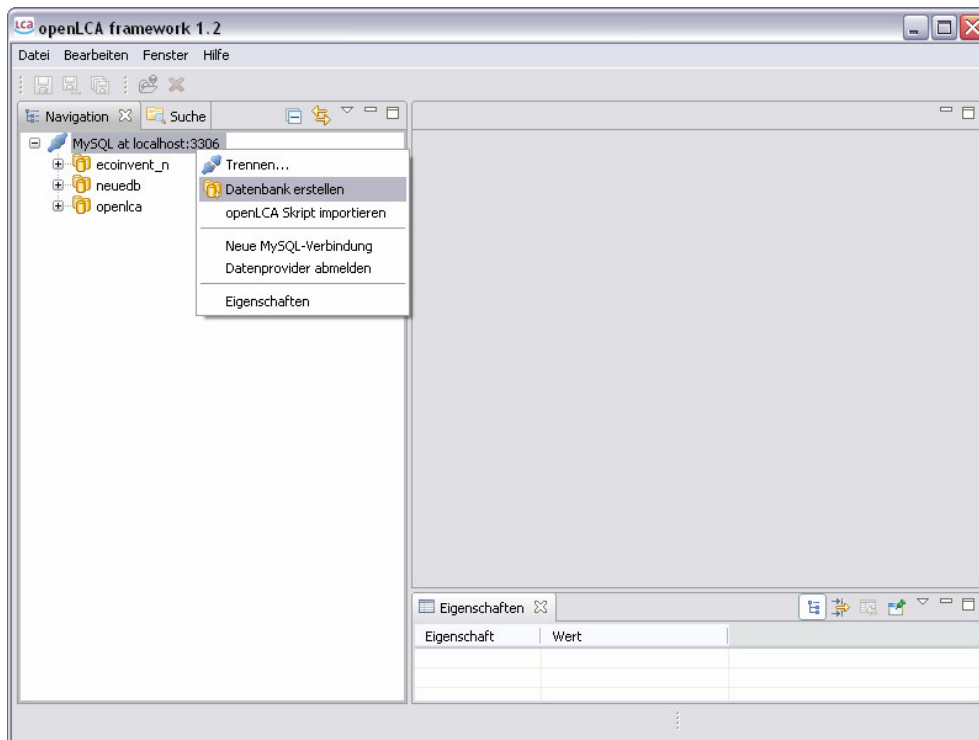 LCa openLCA framework 1.2
Datei Bearbeiten Fenster Hilfe
Navigation Suche
MySQL at localhost:3306
ecoinvent_n
neuedb
openlca
Trennen...
Datenbank erstellen
openLCA Skript importieren
Neue MySQL-Verbindung
Datenprovider abmelden
Eigenschaften
Eigenschaften
Eigenschaft Wert